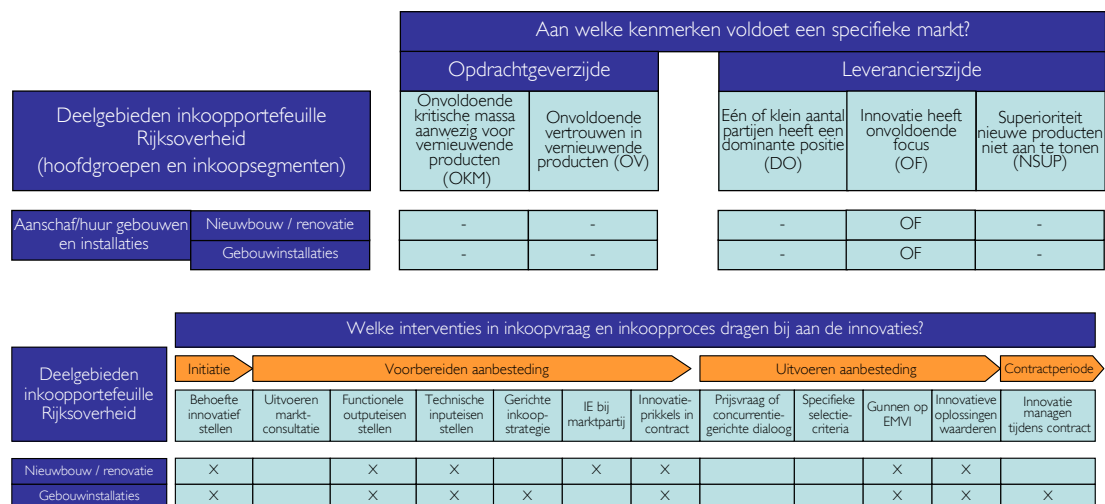 Aan welke kenmerken voldoet een specifieke markt?
Opdrachtgeverzijde
Leverancierszijde
Deelgebieden inkoopportefeuille
Rijksoverheid
(hoofdgroepen en inkoopsegmenten)
Onvoldoende
kritische massa
aanwezig voor
vernieuwende
producten
(OKM)
Onvoldoende
vertrouwen in
vernieuwende
producten (OV)
Eén of klein aantal
partijen heeft een
dominante positie
(DO)
Innovatie heeft
onvoldoende
focus
(OF)
Superioriteit
nieuwe producten
niet aan te tonen
(NSUP)
Aanschaf/huur gebouwen
en installaties
Nieuwbouw / renovatie
- - - OF -
Gebouwinstallaties
- - - OF -
Welke interventies in inkoopvraag en inkoopproces dragen bij aan de innovaties?
Deelgebieden
inkoopportefeuille
Rijksoverheid
Initiatie
Voorbereiden aanbesteding
Uitvoeren aanbesteding
Contractperiode
Behoefte
innovatief
stellen
Uitvoeren
markt-
consultatie
Functionele
outputeisen
stellen
Technische
inputeisen
stellen
Gerichte
inkoop-
strategie
IE bij
marktpartij
Innovatie-
prikkels in
contract
Prijsvraag of
concurrentie-
gerichte dialoog
Specifieke
selectie-
criteria
Gunnen op
EMVI
Innovatieve
oplossingen
waarderen
Innovatie
managen
tijdens contract
Nieuwbouw / renovatie X X X X X X X
Gebouwinstallaties X X X X X X X X